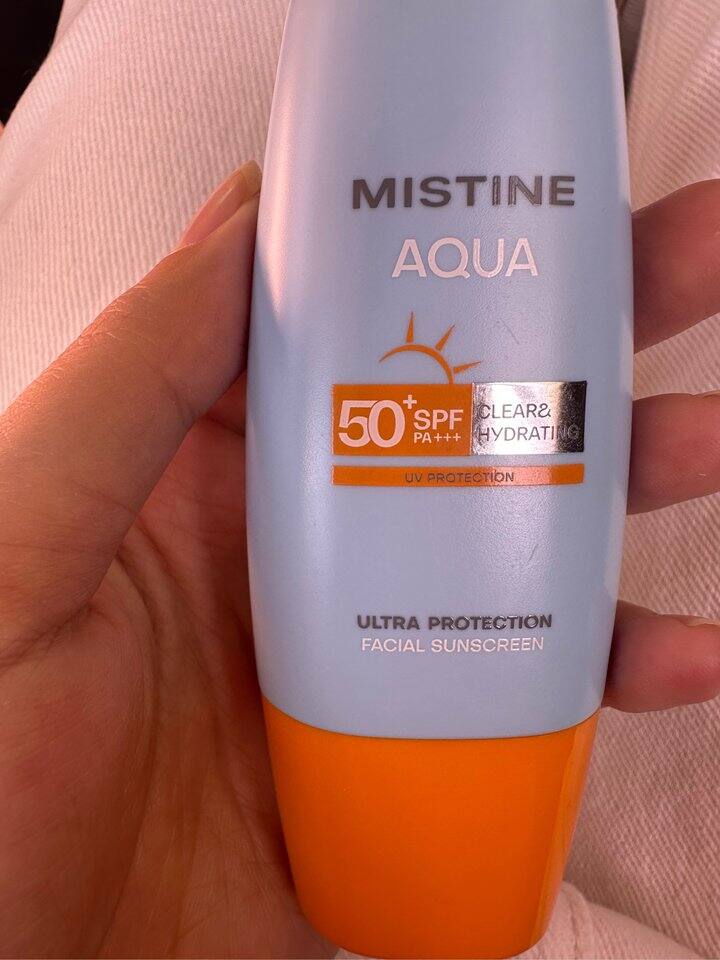 MISTINE
AQUA
50+ SPF
PA+++
CLEAR&
HYDRATING
UV PROTECTION
ULTRA PROTECTION
FACIAL SUNSCREEN